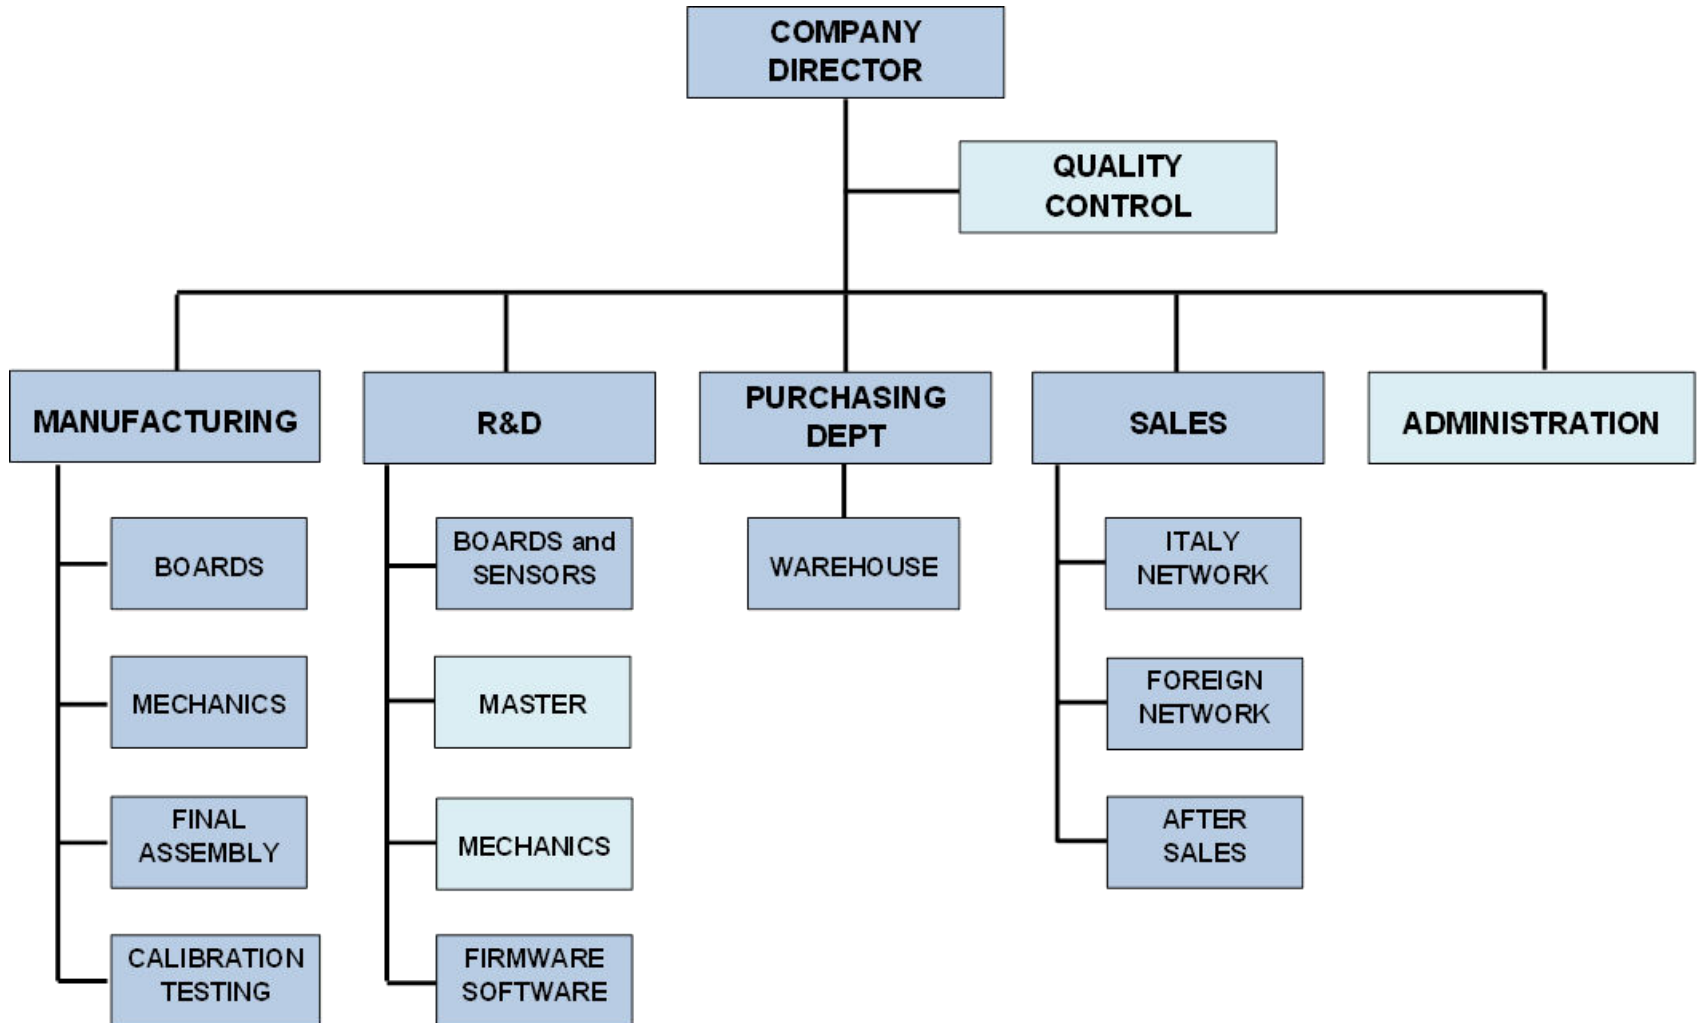 COMPANY
DIRECTOR
QUALITY
CONTROL
MANUFACTURING
R&D
PURCHASING
DEPT
SALES
ADMINISTRATION
BOARDS
BOARDS and
SENSORS
WAREHOUSE
ITALY
NETWORK
MECHANICS
MASTER
FOREIGN
NETWORK
FINAL
ASSEMBLY
MECHANICS
AFTER
SALES
CALIBRATION
TESTING
FIRMWARE
SOFTWARE